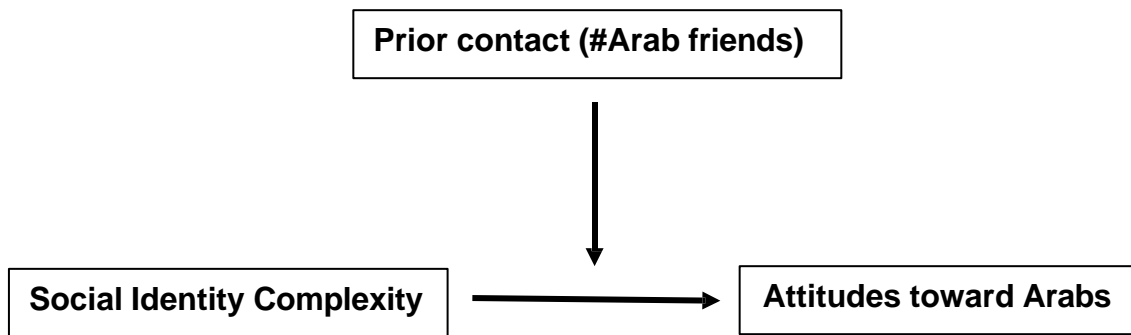 Prior contact (#Arab friends)
Social Identity Complexity
Attitudes toward Arabs